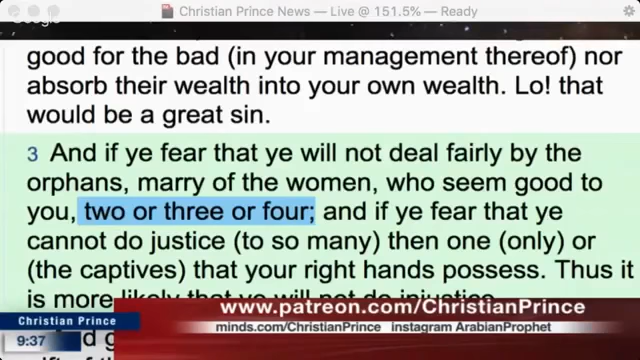 Christian Prince News — Live @ 151.5% — Ready
good for the bad (in your management thereof) nor
absorb their wealth into your own wealth. Lo! that
would be a great sin.
3 And if ye fear that ye will not deal fairly by the
orphans, marry of the women, who seem good to
you, two or three or four; and if ye fear that ye
cannot do justice (to so many) then one (only) or
(the captives) that your right hands possess. Thus it
is more likely that ye will not do injustice.
www.patreon.com/ChristianPrince
Christian Prince
minds.com/ChristianPrince instagram ArabianProphet
9:37